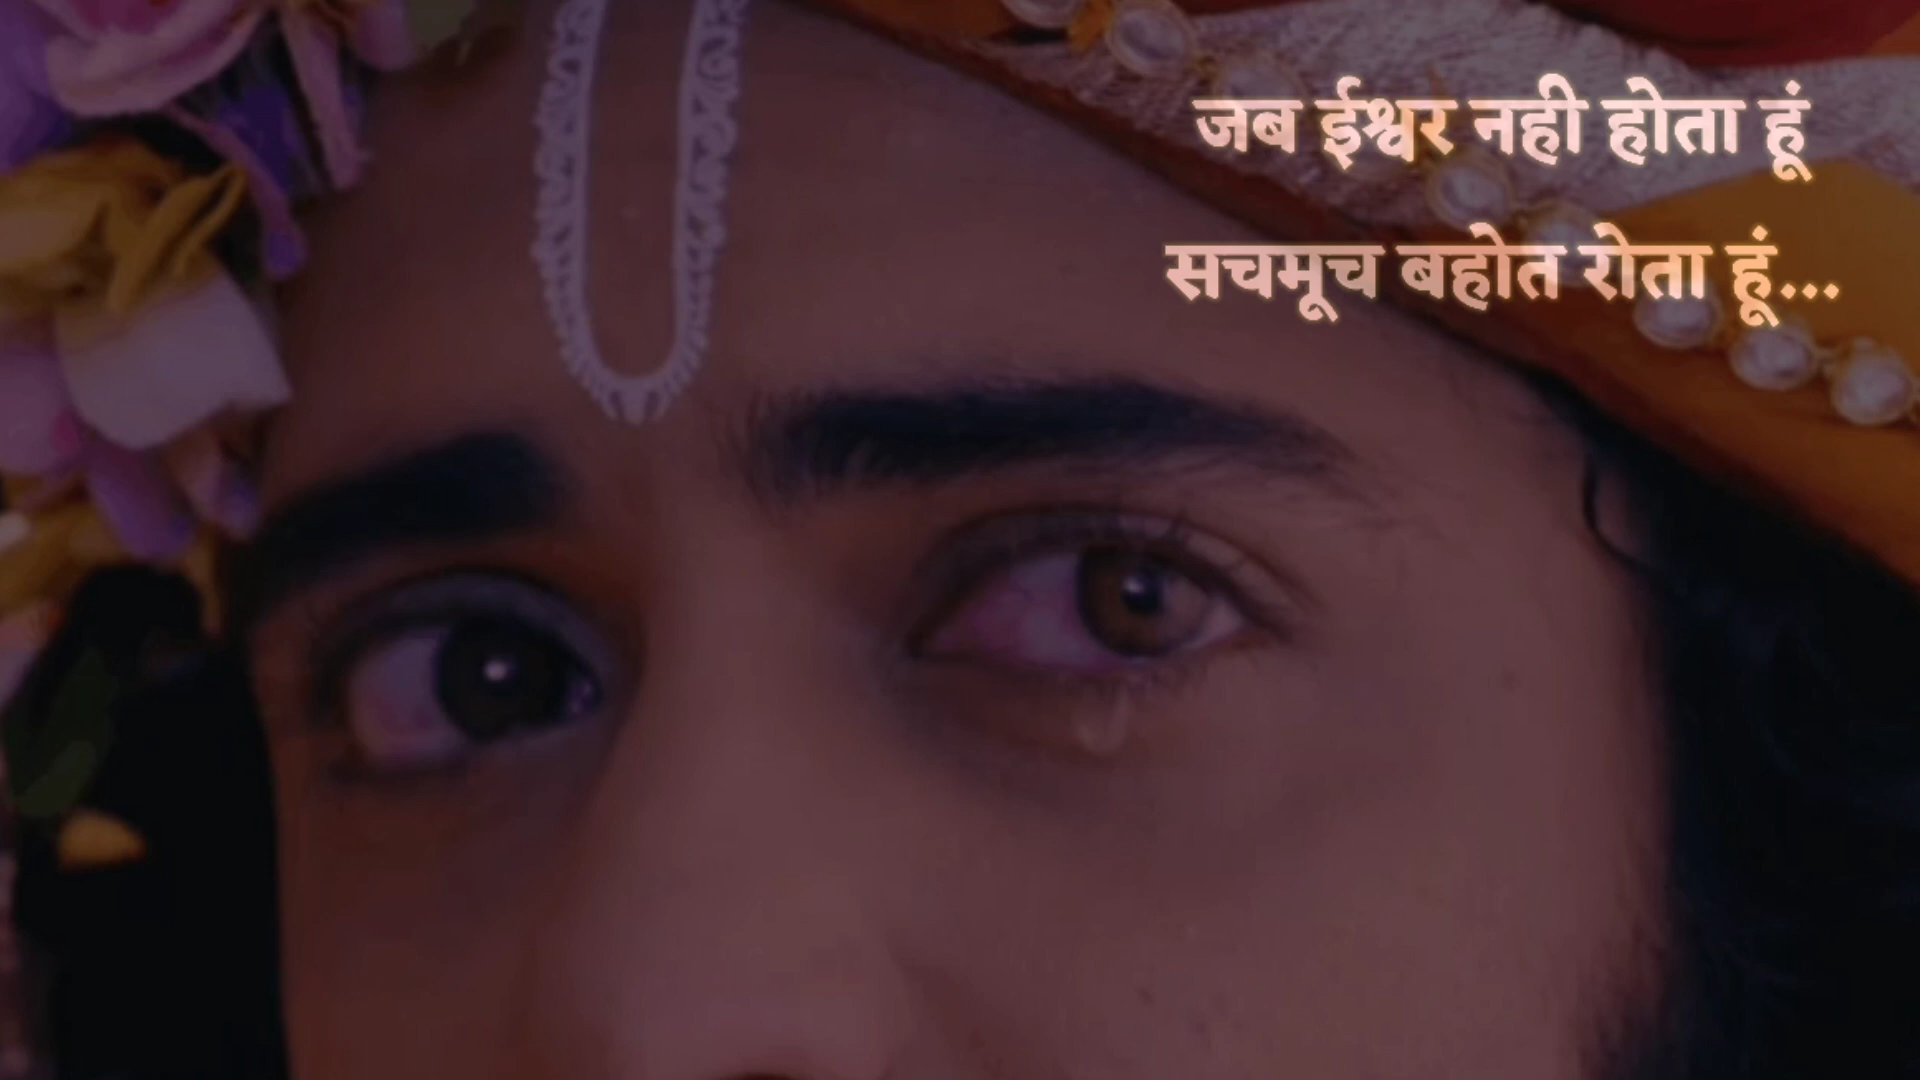 जब ईश्वर नही होता हूं
सचमूच बहोत रोता हूं...